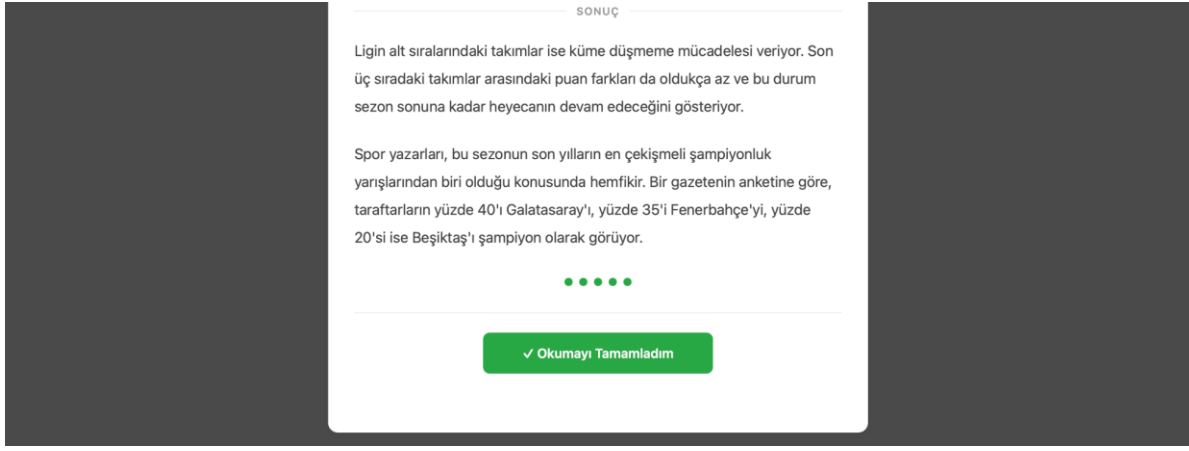 SONUÇ
Ligin alt sıralarındaki takımlar ise küme düşmeme mücadelesi veriyor. Son
üç sıradaki takımlar arasındaki puan farkları da oldukça az ve bu durum
sezon sonuna kadar heyecanın devam edeceğini gösteriyor.
Spor yazarları, bu sezonun son yılların en çekişmeli şampiyonluk
yarışlarından biri olduğu konusunda hemfikir. Bir gazetenin anketine göre,
taraftarların yüzde 40'ı Galatasaray'ı, yüzde 35'i Fenerbahçe'yi, yüzde
20'si ise Beşiktaş'ı şampiyon olarak görüyor.
✓ Okumayı Tamamladım